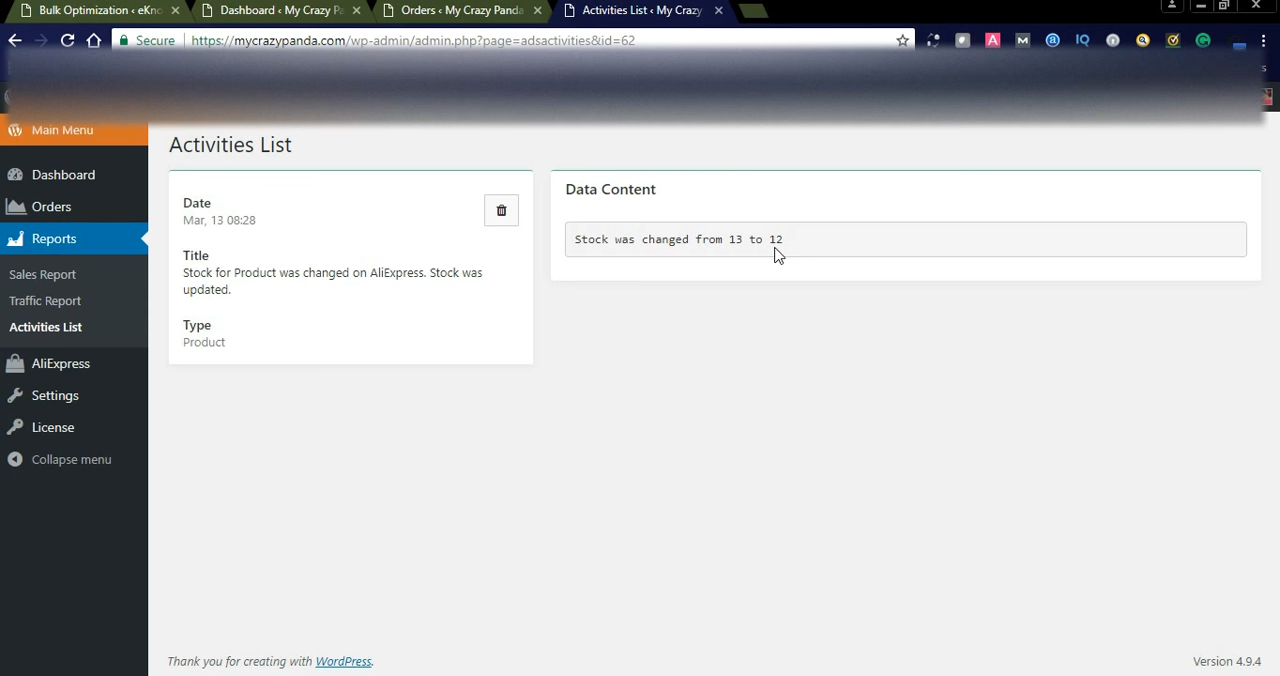 Bulk Optimization ‹ eKno
Dashboard ‹ My Crazy Pa
Orders ‹ My Crazy Panda
Activities List ‹ My Crazy
Secure
https://mycrazypanda.com/wp-admin/admin.php?page=adsactivities&id=62
Main Menu
Dashboard
Orders
Reports
Sales Report
Traffic Report
Activities List
AliExpress
Settings
License
Collapse menu
Activities List
Date
Mar, 13 08:28
Title
Stock for Product was changed on AliExpress. Stock was
updated.
Type
Product
Data Content
Stock was changed from 13 to 12
Thank you for creating with WordPress.
Version 4.9.4